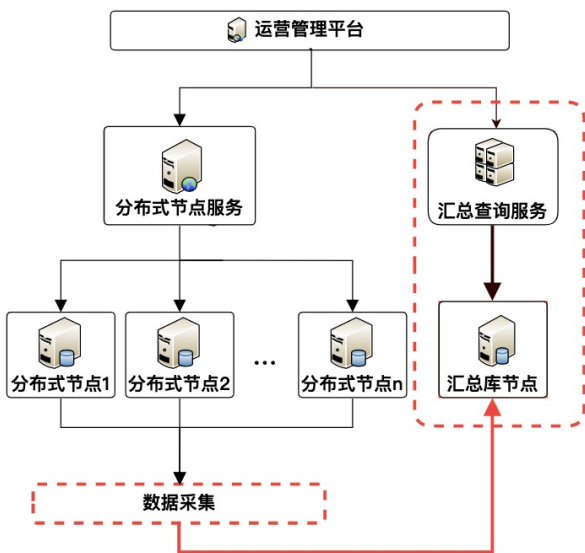 运营管理平台
分布式节点服务
汇总查询服务
分布式节点1
分布式节点2
...
分布式节点n
汇总库节点
数据采集